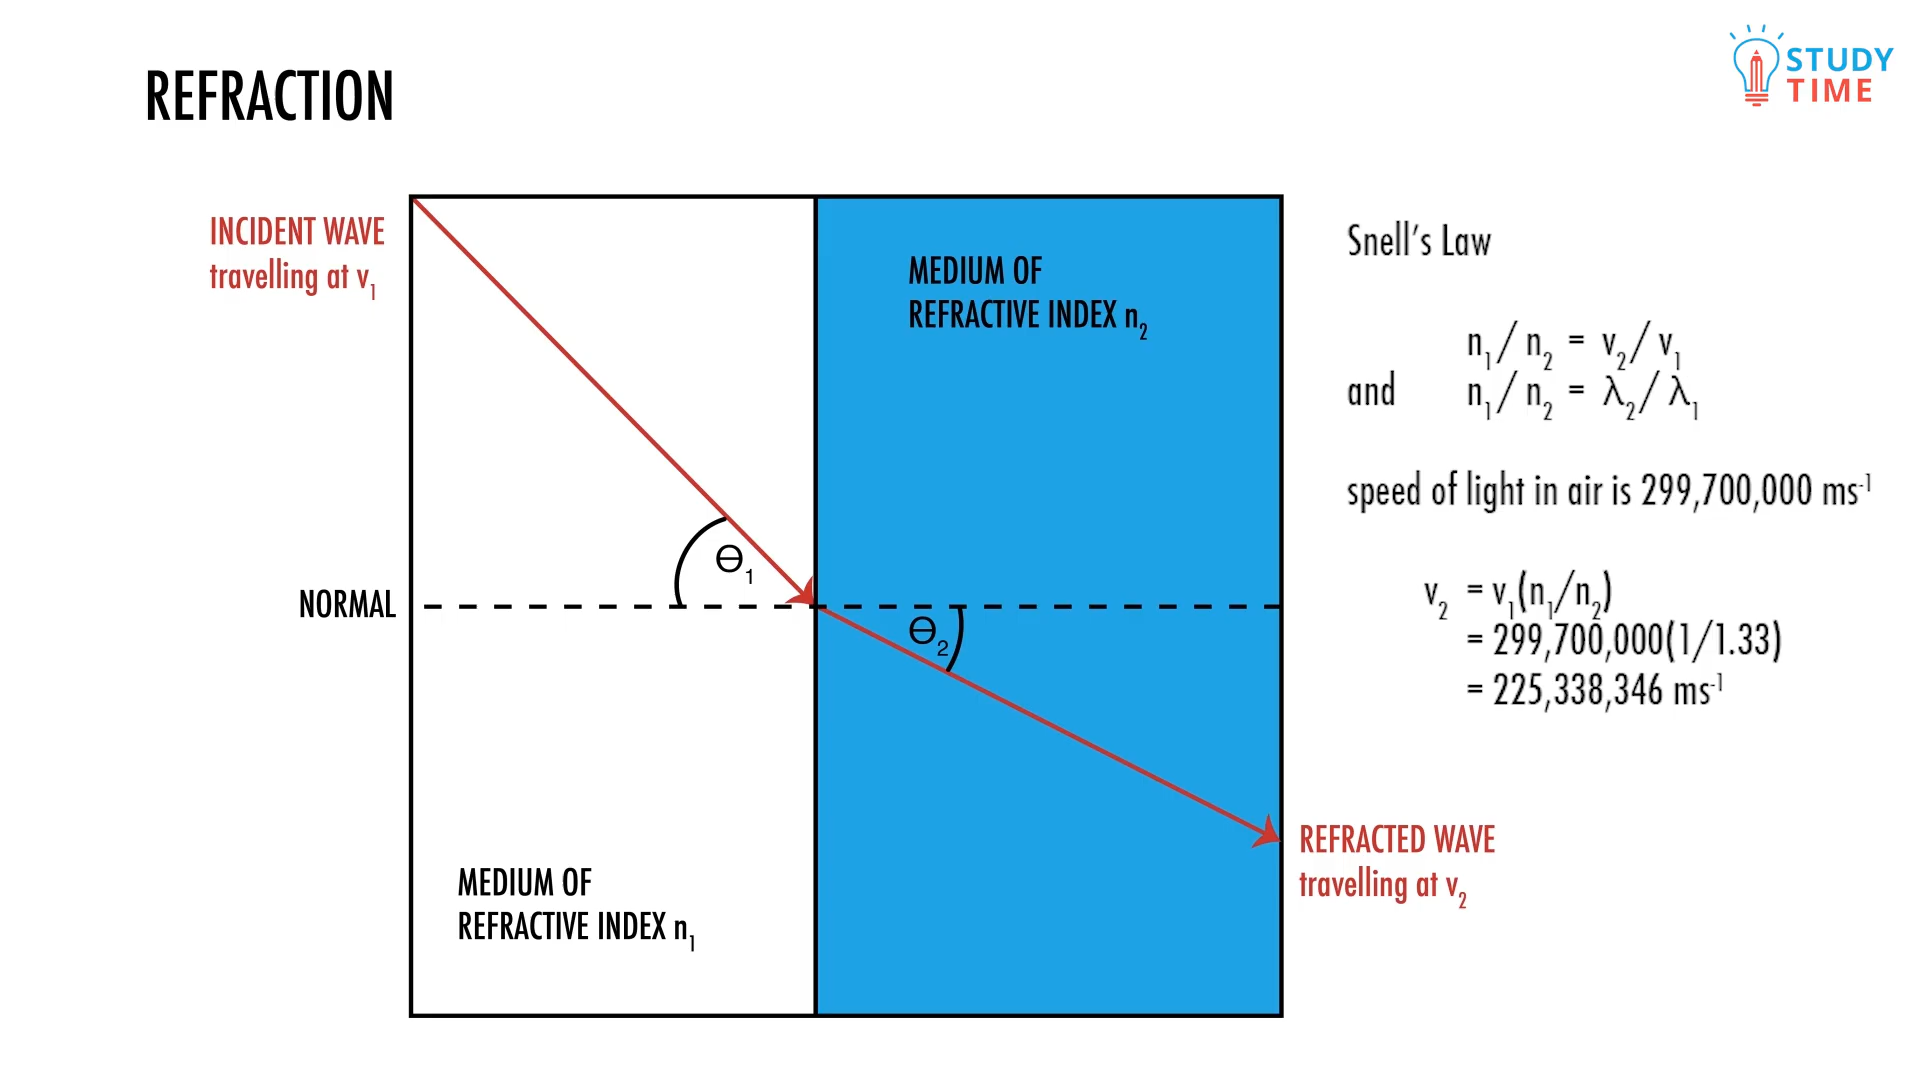 REFRACTION
STUDY
TIME
INCIDENT WAVE
travelling at v₁
MEDIUM OF
REFRACTIVE INDEX n₂
Snell's Law
n₁/ n₂ = v₂/ v₁
and n₁/ n₂ = λ₂/ λ₁
speed of light in air is 299,700,000 ms⁻¹
ϴ₁
NORMAL
ϴ₂
v₂ = v₁(n₁/n₂)
= 299,700,000(1/1.33)
= 225,338,346 ms⁻¹
REFRACTED WAVE
travelling at v₂
MEDIUM OF
REFRACTIVE INDEX n₁